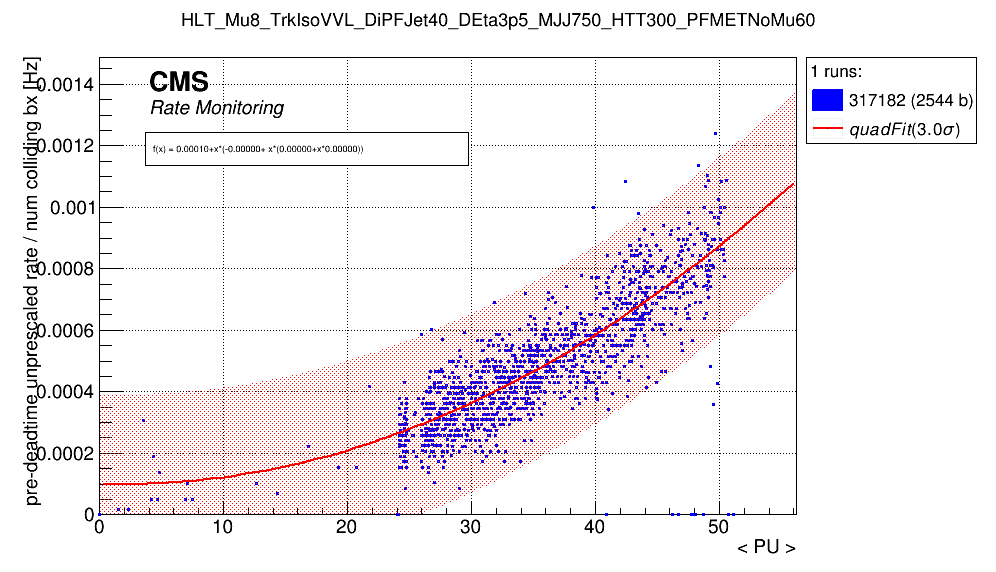 HLT_Mu8_TrkIsoVVL_DiPFJet40_DEta3p5_MJJ750_HTT300_PFMETNoMu60
CMS
Rate Monitoring
f(x) = 0.00010+x*(-0.00000+ x*(0.00000+x*0.00000))
1 runs:
317182 (2544 b)
quadFit(3.0σ)
pre-deadtime unprescaled rate / num colliding bx [Hz]
0.0014
0.0012
0.001
0.0008
0.0006
0.0004
0.0002
0
0 10 20 30 40 50
< PU >